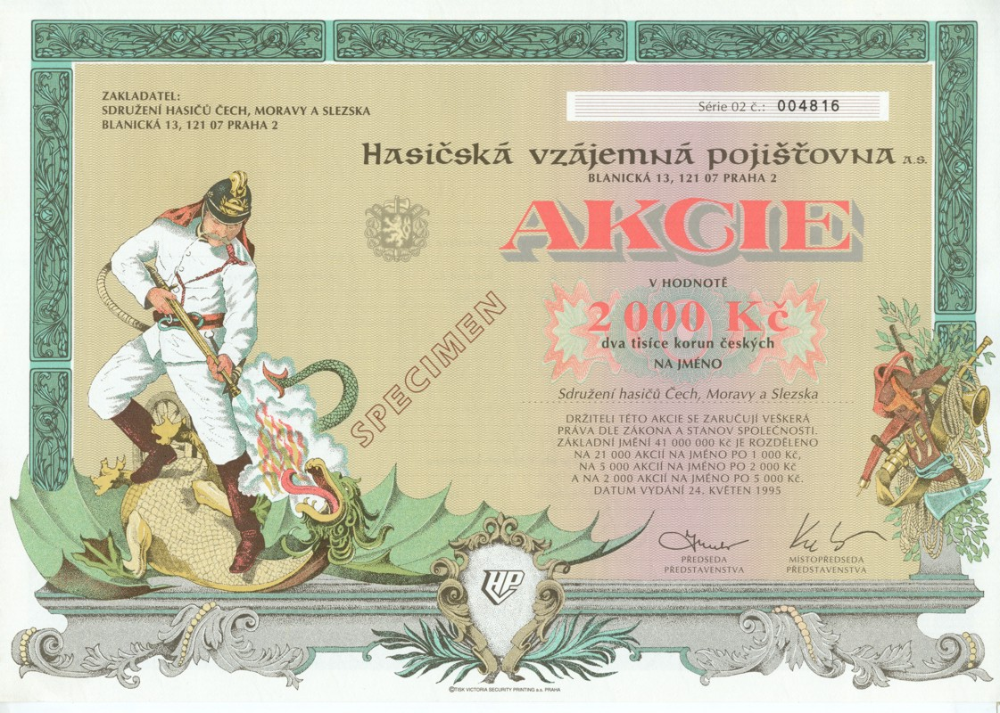 ZAKLADATEL:
SDRUŽENÍ HASIČŮ ČECH, MORAVY A SLEZSKA
BLANICKÁ 13, 121 07 PRAHA 2
Série 02 č.: 004816
Hasičská vzájemná pojišťovna A.S.
BLANICKÁ 13, 121 07 PRAHA 2
AKCIE
V HODNOTĚ
2 000 Kč
dva tisíce korun českých
NA JMÉNO
SPECIMEN
Sdružení hasičů Čech, Moravy a Slezska
DRŽITELI TÉTO AKCIE SE ZARUČUJÍ VEŠKERÁ
PRÁVA DLE ZÁKONA A STANOV SPOLEČNOSTI.
ZÁKLADNÍ JMĚNÍ 41 000 000 Kč JE ROZDĚLENO
NA 21 000 AKCIÍ NA JMÉNO PO 1 000 Kč,
NA 5 000 AKCIÍ NA JMÉNO PO 2 000 Kč
A NA 2 000 AKCIÍ NA JMÉNO PO 5 000 Kč.
DATUM VYDÁNÍ 24. KVĚTEN 1995
PŘEDSEDA
PŘEDSTAVENSTVA
MÍSTOPŘEDSEDA
PŘEDSTAVENSTVA
HP
©TISK VICTORIA SECURITY PRINTING a.s. PRAHA